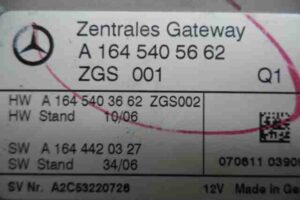 Zentrales Gateway
A 164 540 56 62
ZGS 001 Q1
HW A 164 540 36 62 ZGS002
HW Stand 10/06
SW A 164 442 03 27
SW Stand 34/06
070611
SV Nr. A2C53220726 12V